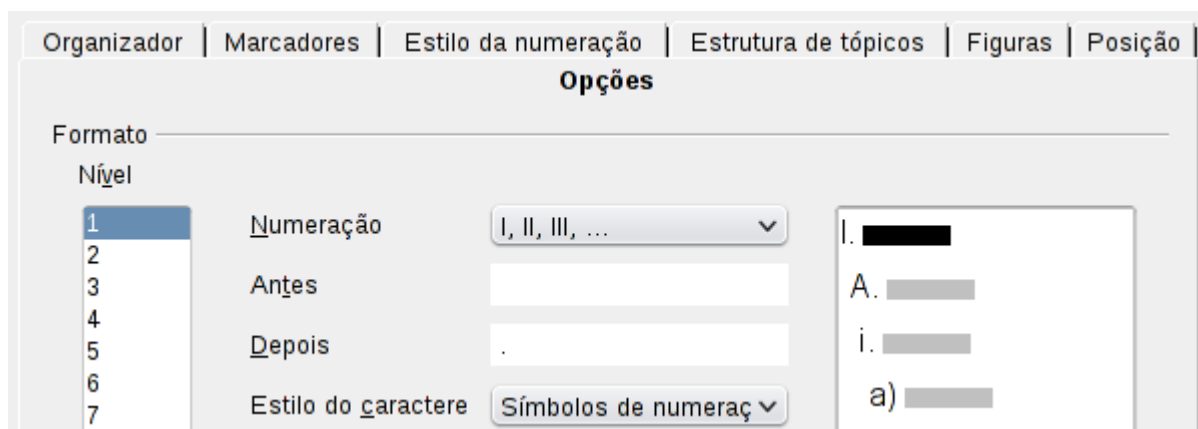 Organizador | Marcadores | Estilo da numeração | Estrutura de tópicos | Figuras | Posição
Opções
Formato
Nível
1
2
3
4
5
6
7
Numeração I, II, III, ...
Antes
Depois .
Estilo do caractere Símbolos de numeraç
I.
A.
i.
a)